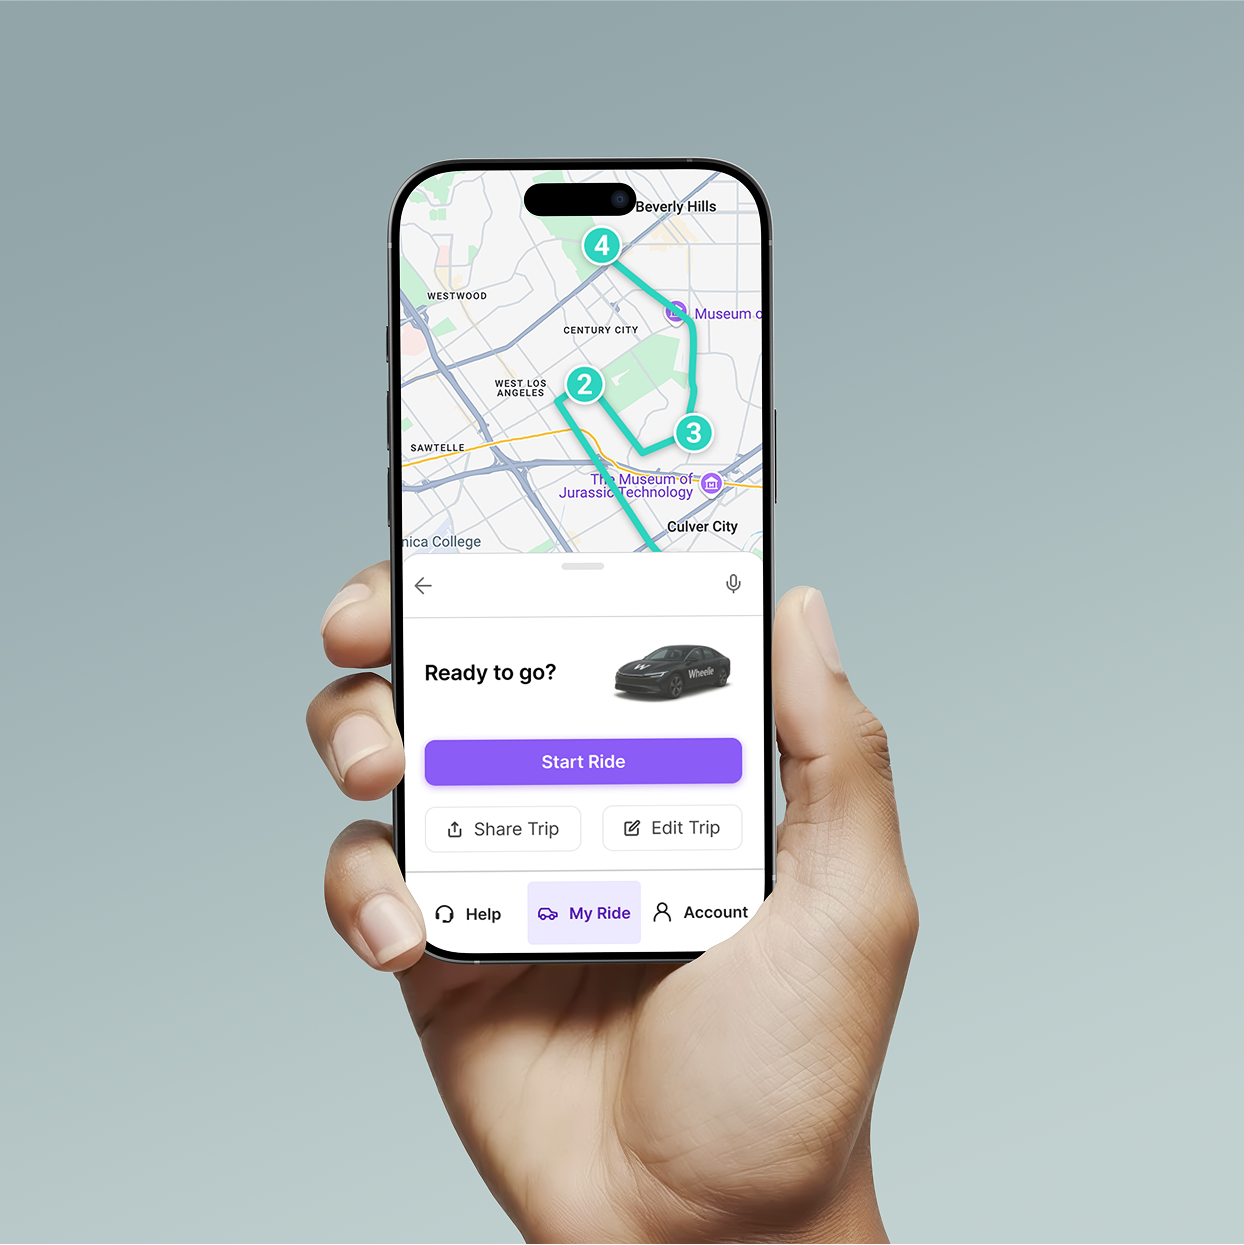 Beverly Hills
4
WESTWOOD
Museum o
CENTURY CITY
WEST LOS
ANGELES
2
3
SAWTELLE
The Museum of
Jurassic Technology
Culver City
nica College
Ready to go?
W
Wheelie
Start Ride
Share Trip
Edit Trip
Help
My Ride
Account